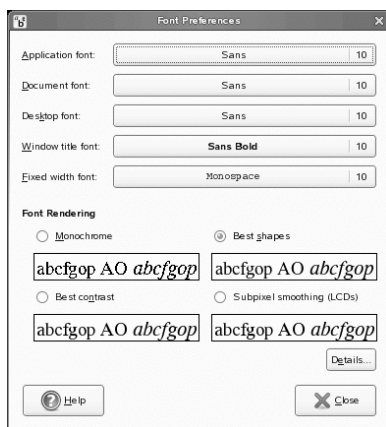 Font Preferences
Application font: Sans 10
Document font: Sans 10
Desktop font: Sans 10
Window title font: Sans Bold 10
Fixed width font: Monospace 10
Font Rendering
Monochrome Best shapes
abcfgop AO abcfgop abcfgop AO abcfgop
Best contrast Subpixel smoothing (LCDs)
abcfgop AO abcfgop abcfgop AO abcfgop
Details...
Help Close